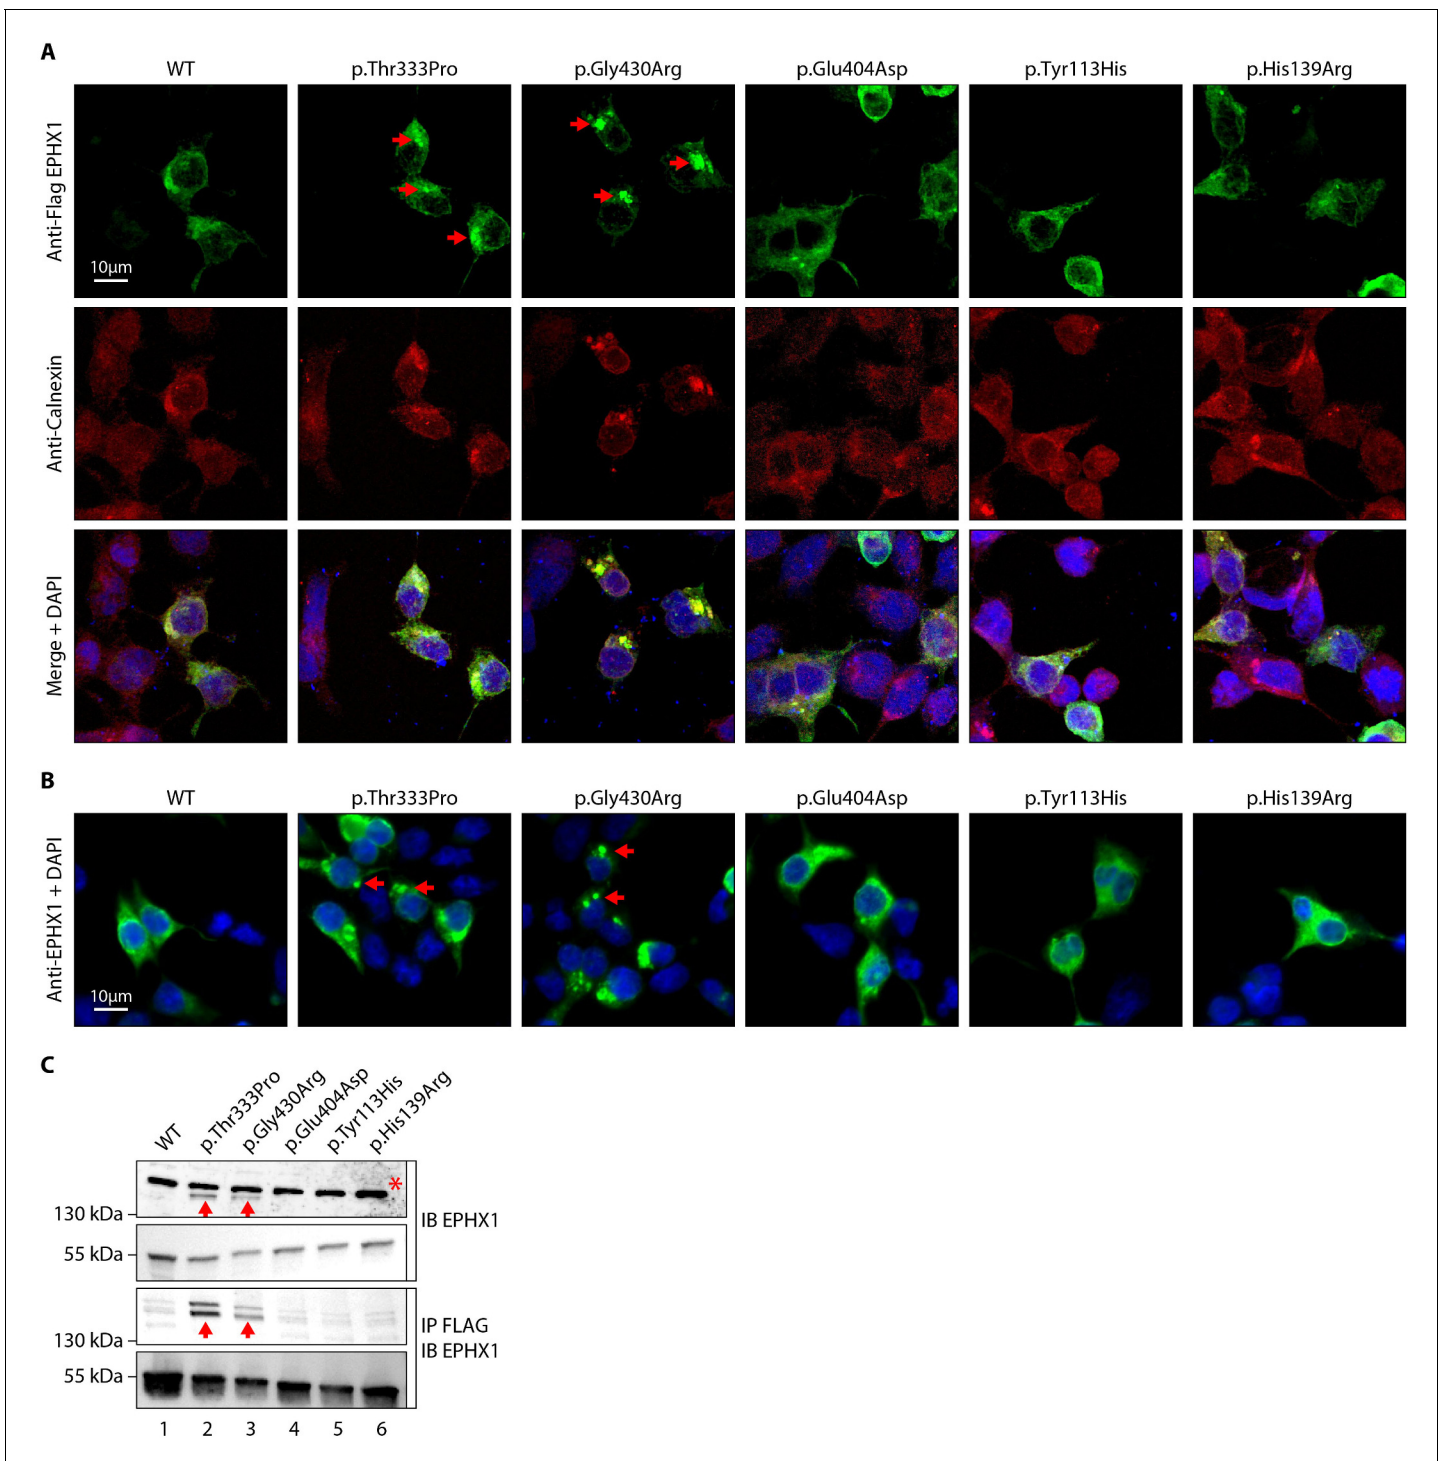 A
WT
p.Thr333Pro
p.Gly430Arg
p.Glu404Asp
p.Tyr113His
p.His139Arg
Anti-Flag EPHX1
10μm
Anti-Calnexin
Merge + DAPI
B
WT
p.Thr333Pro
p.Gly430Arg
p.Glu404Asp
p.Tyr113His
p.His139Arg
Anti-EPHX1 + DAPI
10μm
C
WT
p.Thr333Pro
p.Gly430Arg
p.Glu404Asp
p.Tyr113His
p.His139Arg
*
130 kDa
55 kDa
IB EPHX1
130 kDa
55 kDa
IP FLAG
IB EPHX1
1 2 3 4 5 6